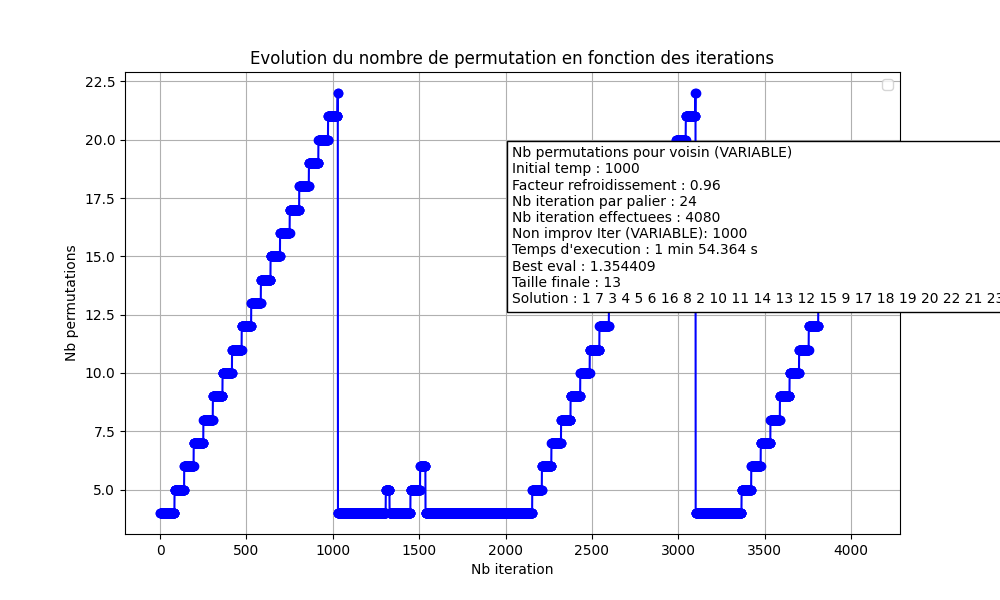 Evolution du nombre de permutation en fonction des iterations
22.5
20.0
17.5
15.0
12.5
10.0
7.5
5.0
Nb permutations
Nb permutations pour voisin (VARIABLE)
Initial temp : 1000
Facteur refroidissement : 0.96
Nb iteration par palier : 24
Nb iteration effectuees : 4080
Non improv Iter (VARIABLE): 1000
Temps d'execution : 1 min 54.364 s
Best eval : 1.354409
Taille finale : 13
Solution : 1 7 3 4 5 6 16 8 2 10 11 14 13 12 15 9 17 18 19 20 22 21 23
0 500 1000 1500 2000 2500 3000 3500 4000
Nb iteration